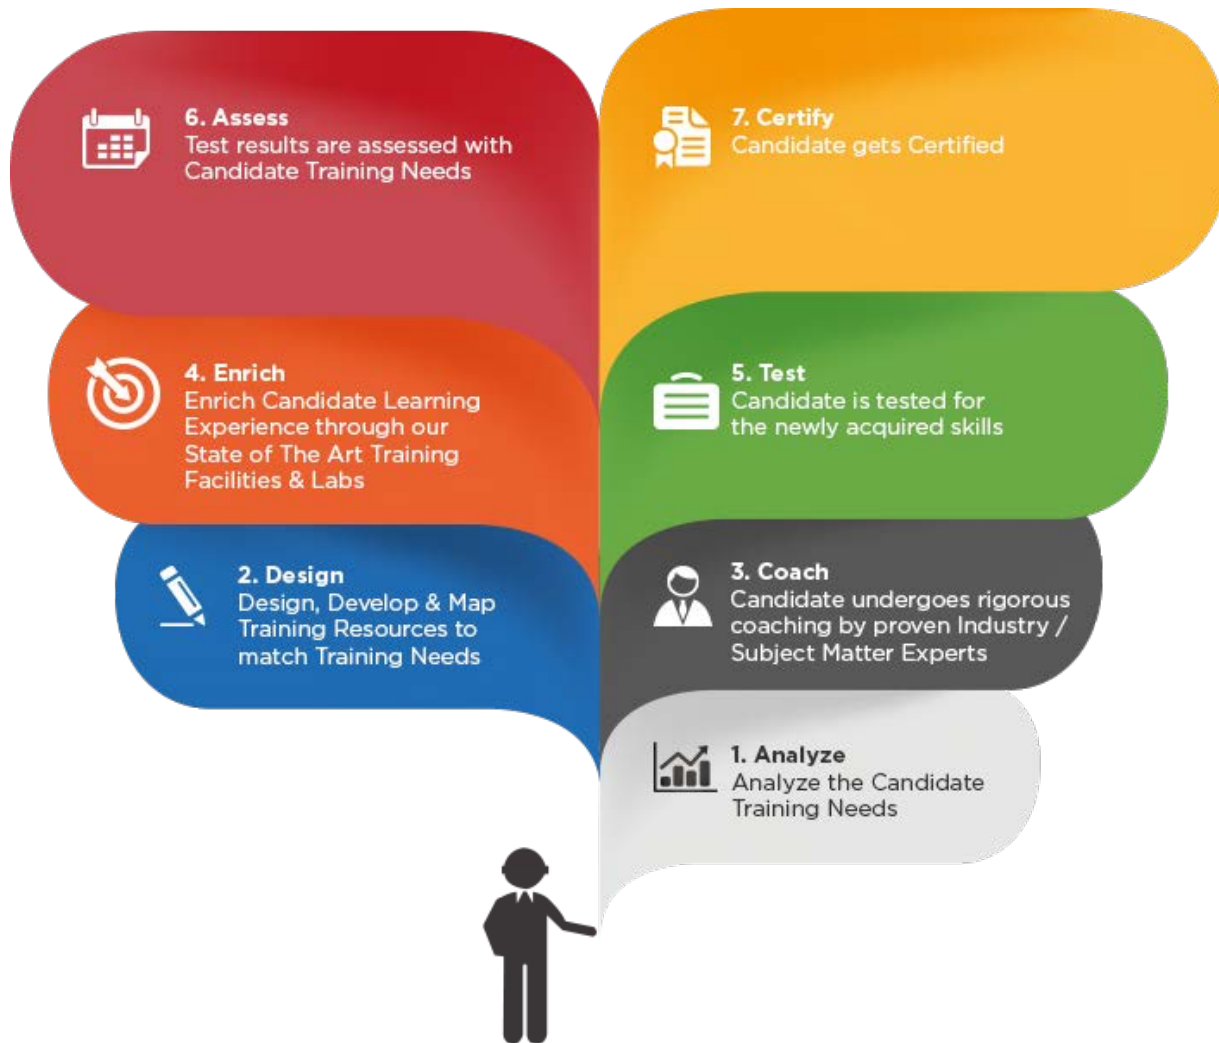 6. Assess
Test results are assessed with
Candidate Training Needs
7. Certify
Candidate gets Certified
4. Enrich
Enrich Candidate Learning
Experience through our
State of The Art Training
Facilities & Labs
5. Test
Candidate is tested for
the newly acquired skills
2. Design
Design, Develop & Map
Training Resources to
match Training Needs
3. Coach
Candidate undergoes rigorous
coaching by proven Industry /
Subject Matter Experts
1. Analyze
Analyze the Candidate
Training Needs